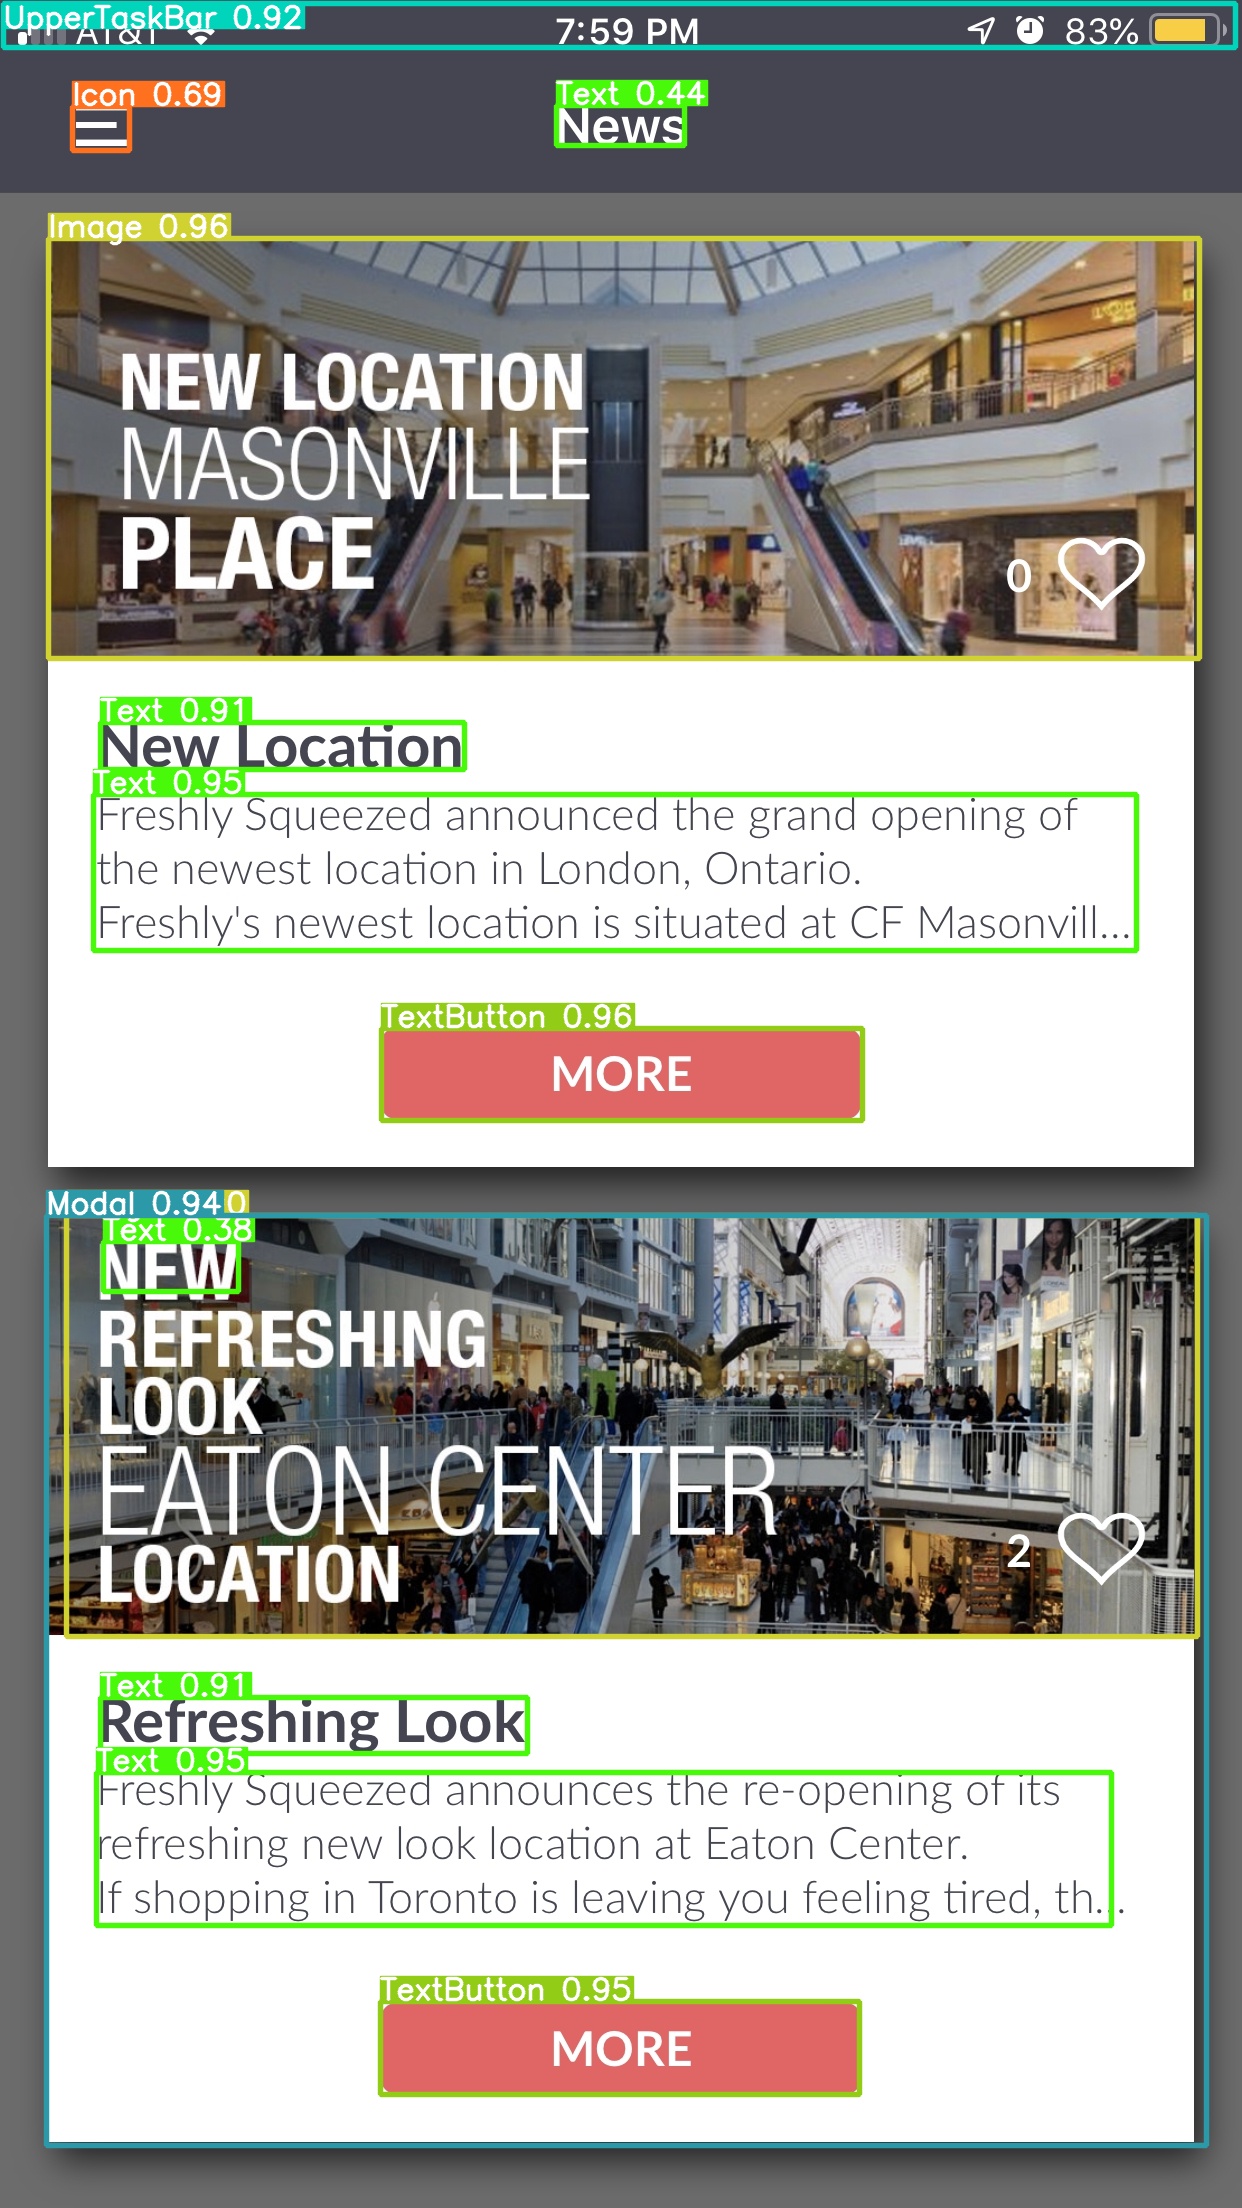 UpperTaskBar 0.92
AT&T 7:59 PM 83%
Icon 0.69 Text 0.44
News
Image 0.96
NEW LOCATION
MASONVILLE
PLACE
0
Text 0.91
New Location
Text 0.95
Freshly Squeezed announced the grand opening of
the newest location in London, Ontario.
Freshly's newest location is situated at CF Masonvill...
TextButton 0.96
MORE
Modal 0.94 0
Text 0.38
NEW
REFRESHING
LOOK
EATON CENTER
LOCATION
2
Text 0.91
Refreshing Look
Text 0.95
Freshly Squeezed announces the re-opening of its
refreshing new look location at Eaton Center.
If shopping in Toronto is leaving you feeling tired, th...
TextButton 0.95
MORE